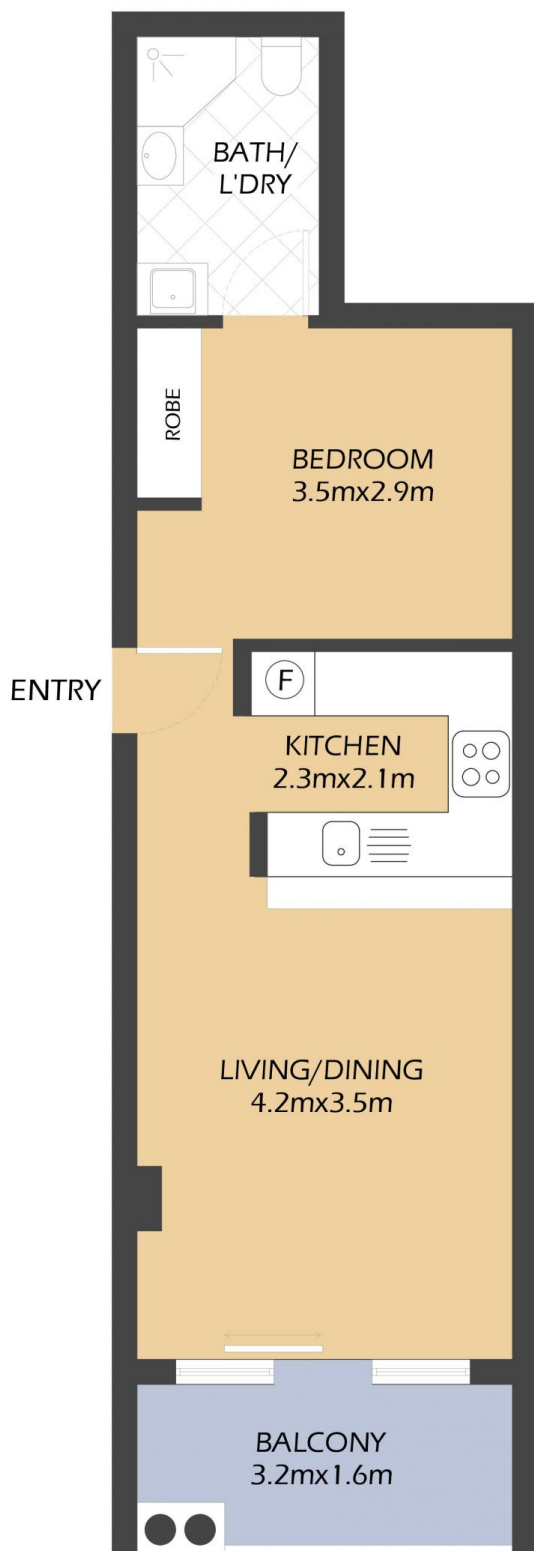 BATH/
L'DRY
ROBE
BEDROOM
3.5mx2.9m
ENTRY
F
KITCHEN
2.3mx2.1m
LIVING/DINING
4.2mx3.5m
BALCONY
3.2mx1.6m